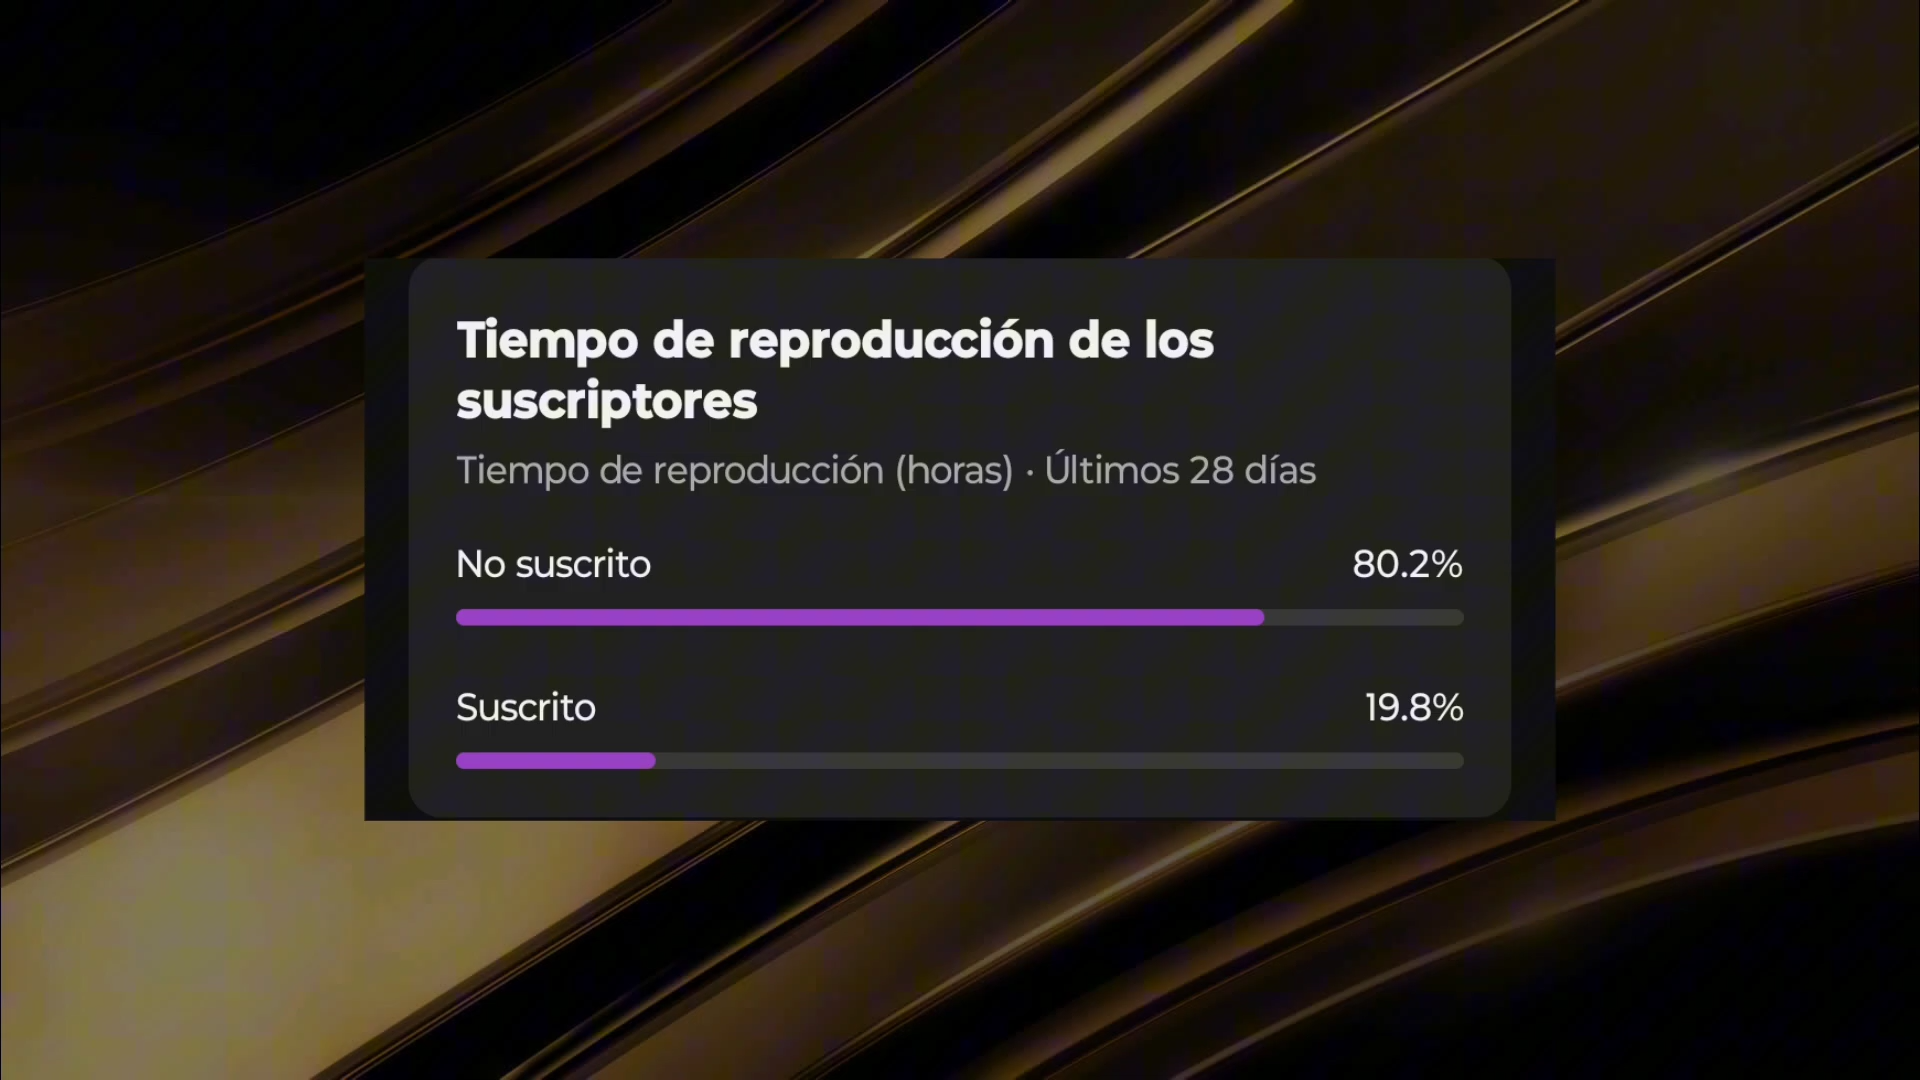 Tiempo de reproducción de los
suscriptores
Tiempo de reproducción (horas) · Últimos 28 días
No suscrito 80.2%
Suscrito 19.8%